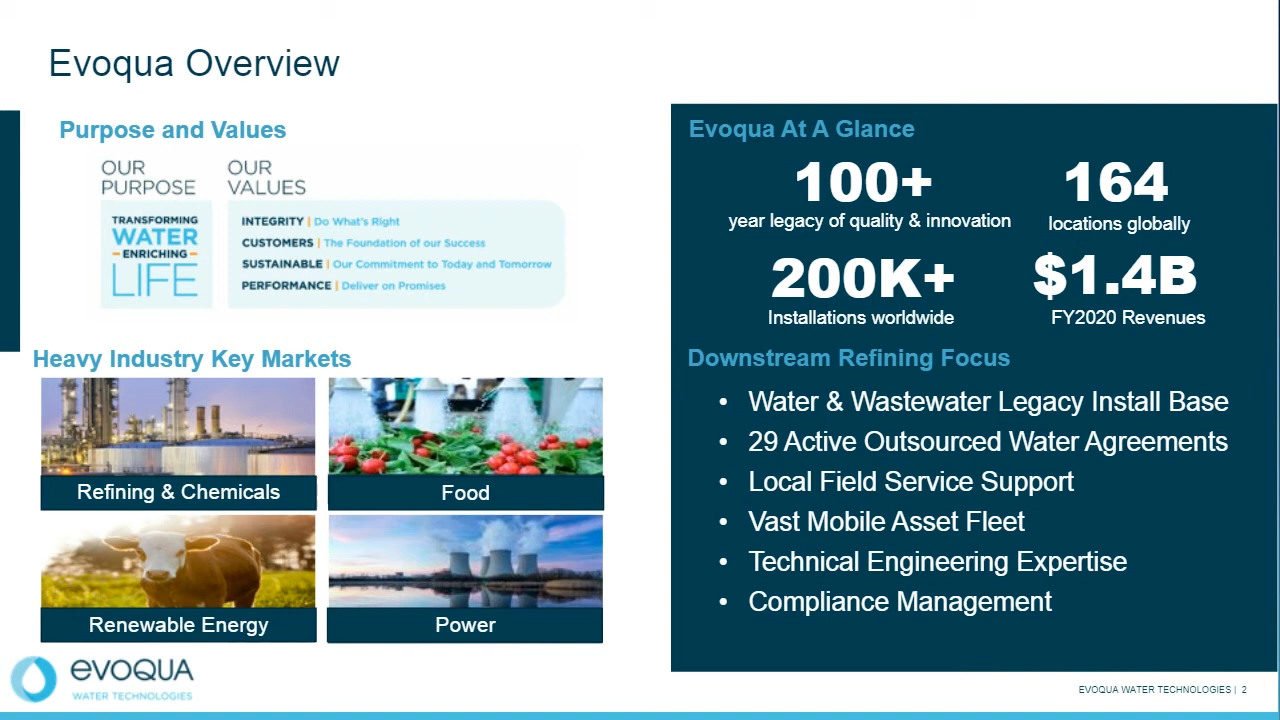 Evoqua Overview
Purpose and Values
OUR
PURPOSE
TRANSFORMING
WATER
ENRICHING
LIFE
OUR
VALUES
INTEGRITY | Do What's Right
CUSTOMERS | The Foundation of our Success
SUSTAINABLE | Our Commitment to Today and Tomorrow
PERFORMANCE | Deliver on Promises
Heavy Industry Key Markets
Refining & Chemicals
Food
Renewable Energy
Power
Evoqua At A Glance
100+
year legacy of quality & innovation
164
locations globally
200K+
Installations worldwide
$1.4B
FY2020 Revenues
Downstream Refining Focus
• Water & Wastewater Legacy Install Base
• 29 Active Outsourced Water Agreements
• Local Field Service Support
• Vast Mobile Asset Fleet
• Technical Engineering Expertise
• Compliance Management
evoQUA
WATER TECHNOLOGIES
EVOQUA WATER TECHNOLOGIES | 2